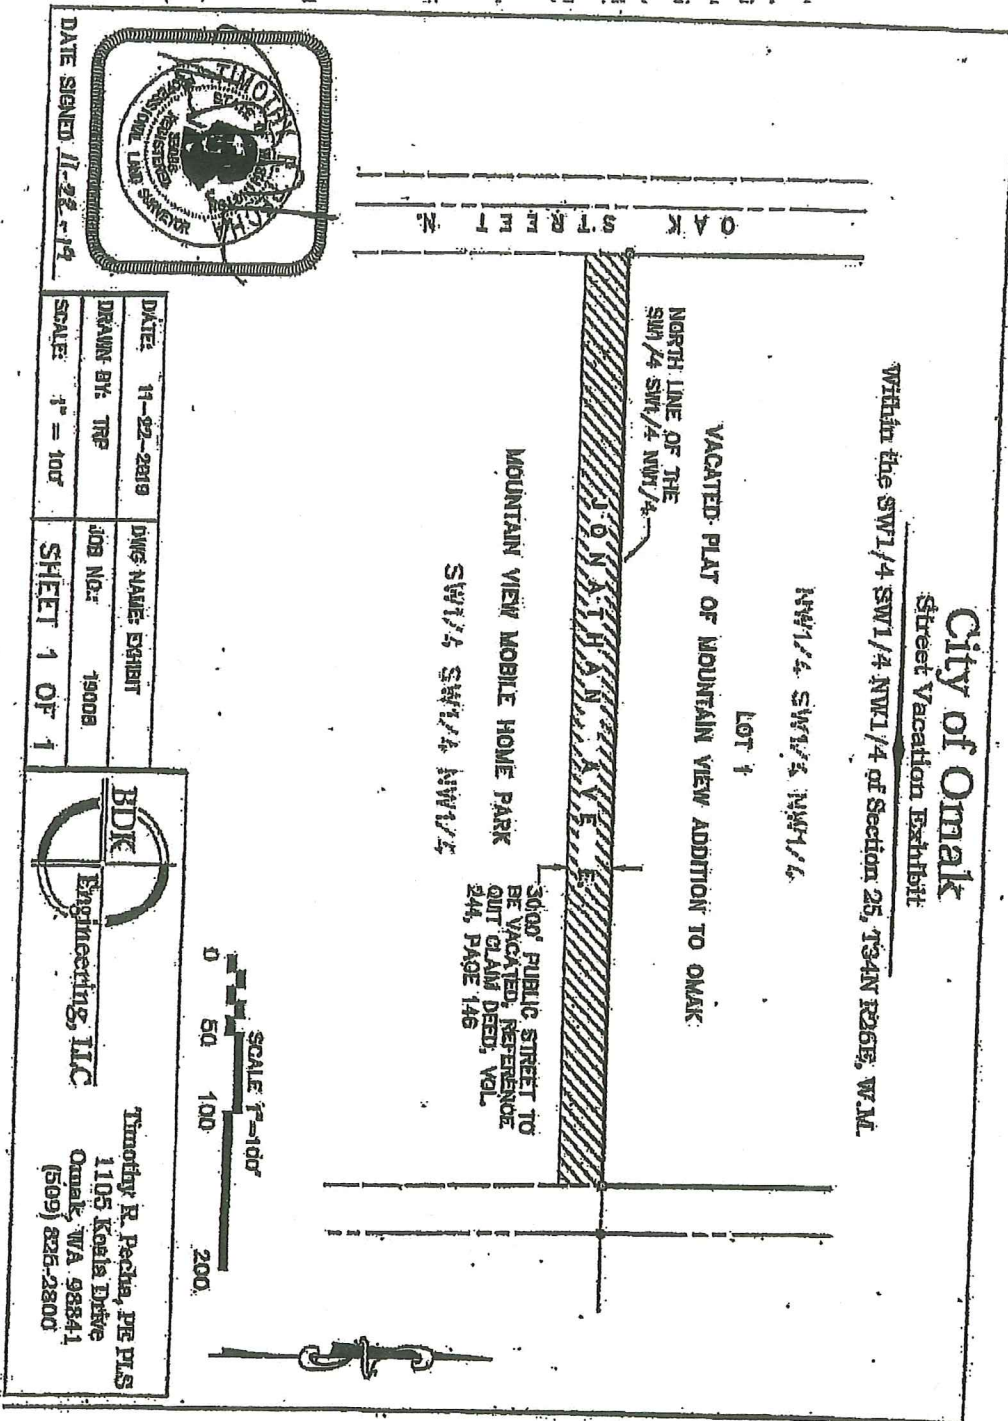 City of Omak
Street Vacation Exhibit
Within the SW1/4 SW1/4 NW1/4 of Section 25, T34N R26E, W.M.
NW1/4 SW1/4 NW1/4
LOT 1
VACATED PLAT OF MOUNTAIN VIEW ADDITION TO OMAK
NORTH LINE OF THE
SW1/4 SW1/4 NW1/4
OAK STREET N.
JONATHAN AVE E.
30.00' PUBLIC STREET TO
BE VACATED, REFERENCE
QUIT CLAIM DEED, VOL.
244, PAGE 146
MOUNTAIN VIEW MOBILE HOME PARK
SW1/4 SW1/4 NW1/4
SCALE 1"=100'
0 50 100 200
TIMOTHY R. PECHA
STATE OF WASHINGTON
REGISTERED
PROFESSIONAL LAND SURVEYOR
DATE SIGNED 11-22-19
DATE: 11-22-2019
DWG NAME: EXHIBIT
DRAWN BY: TRP
JOB NO.: 19008
SCALE 1" = 100'
SHEET 1 OF 1
BDK
Engineering, LLC
Timothy R. Pecha, PE PLS
1105 Koala Drive
Omak, WA 98841
(509) 826-2800